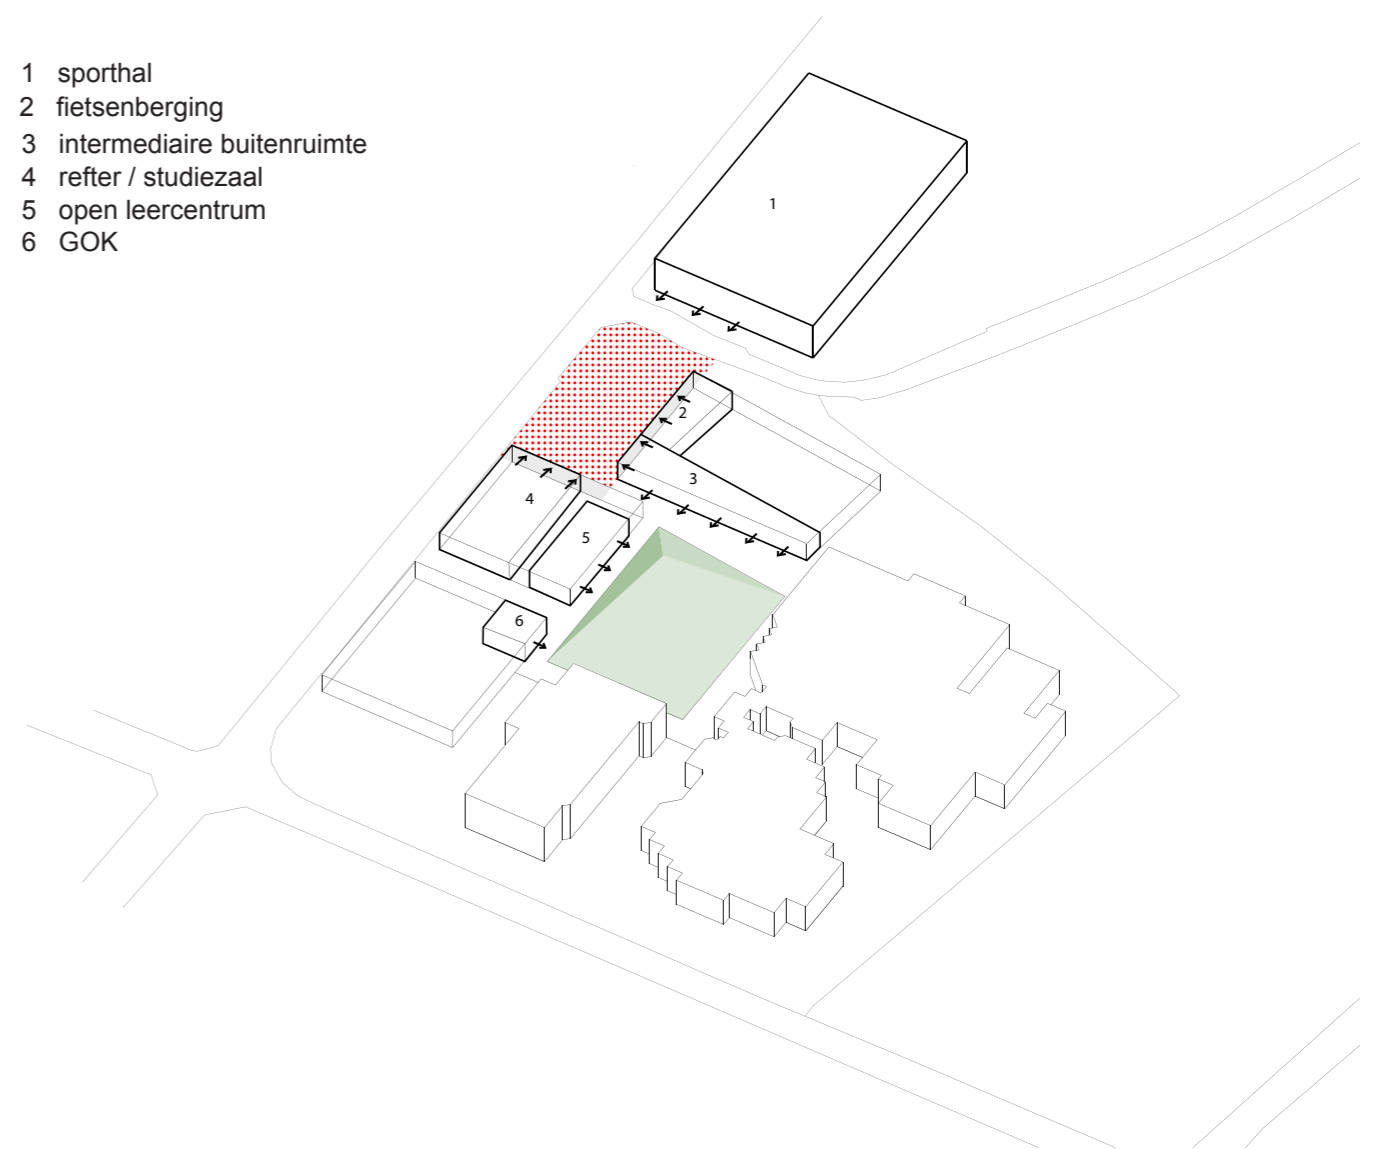 1 sporthal
2 fietsenberging
3 intermediaire buitenruimte
4 refter / studiezaal
5 open leercentrum
6 GOK
1
2
3
4
5
6